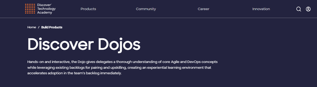 Discover
Technology
Academy
Products
Community
Career
Innovation
Home / Build Products
Discover Dojos
Hands-on and interactive, the Dojo gives delegates a thorough understanding of core Agile and DevOps concepts
while leveraging existing backlogs for pairing and upskilling, creating an experiential learning environment that
accelerates adoption in the team's backlog immediately.